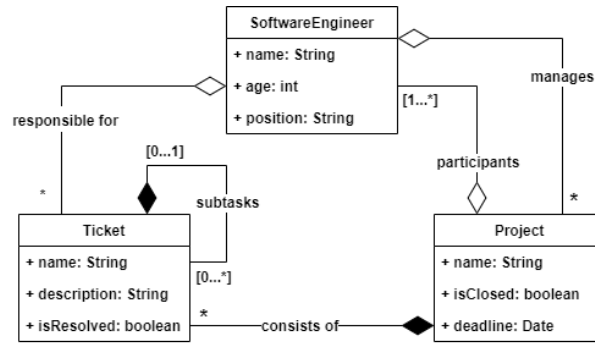 SoftwareEngineer
+ name: String
+ age: int
+ position: String
manages
[1...*]
responsible for
[0...1]
participants
*
subtasks
*
Ticket
+ name: String
+ description: String
+ isResolved: boolean
[0...*]
*
consists of
Project
+ name: String
+ isClosed: boolean
+ deadline: Date